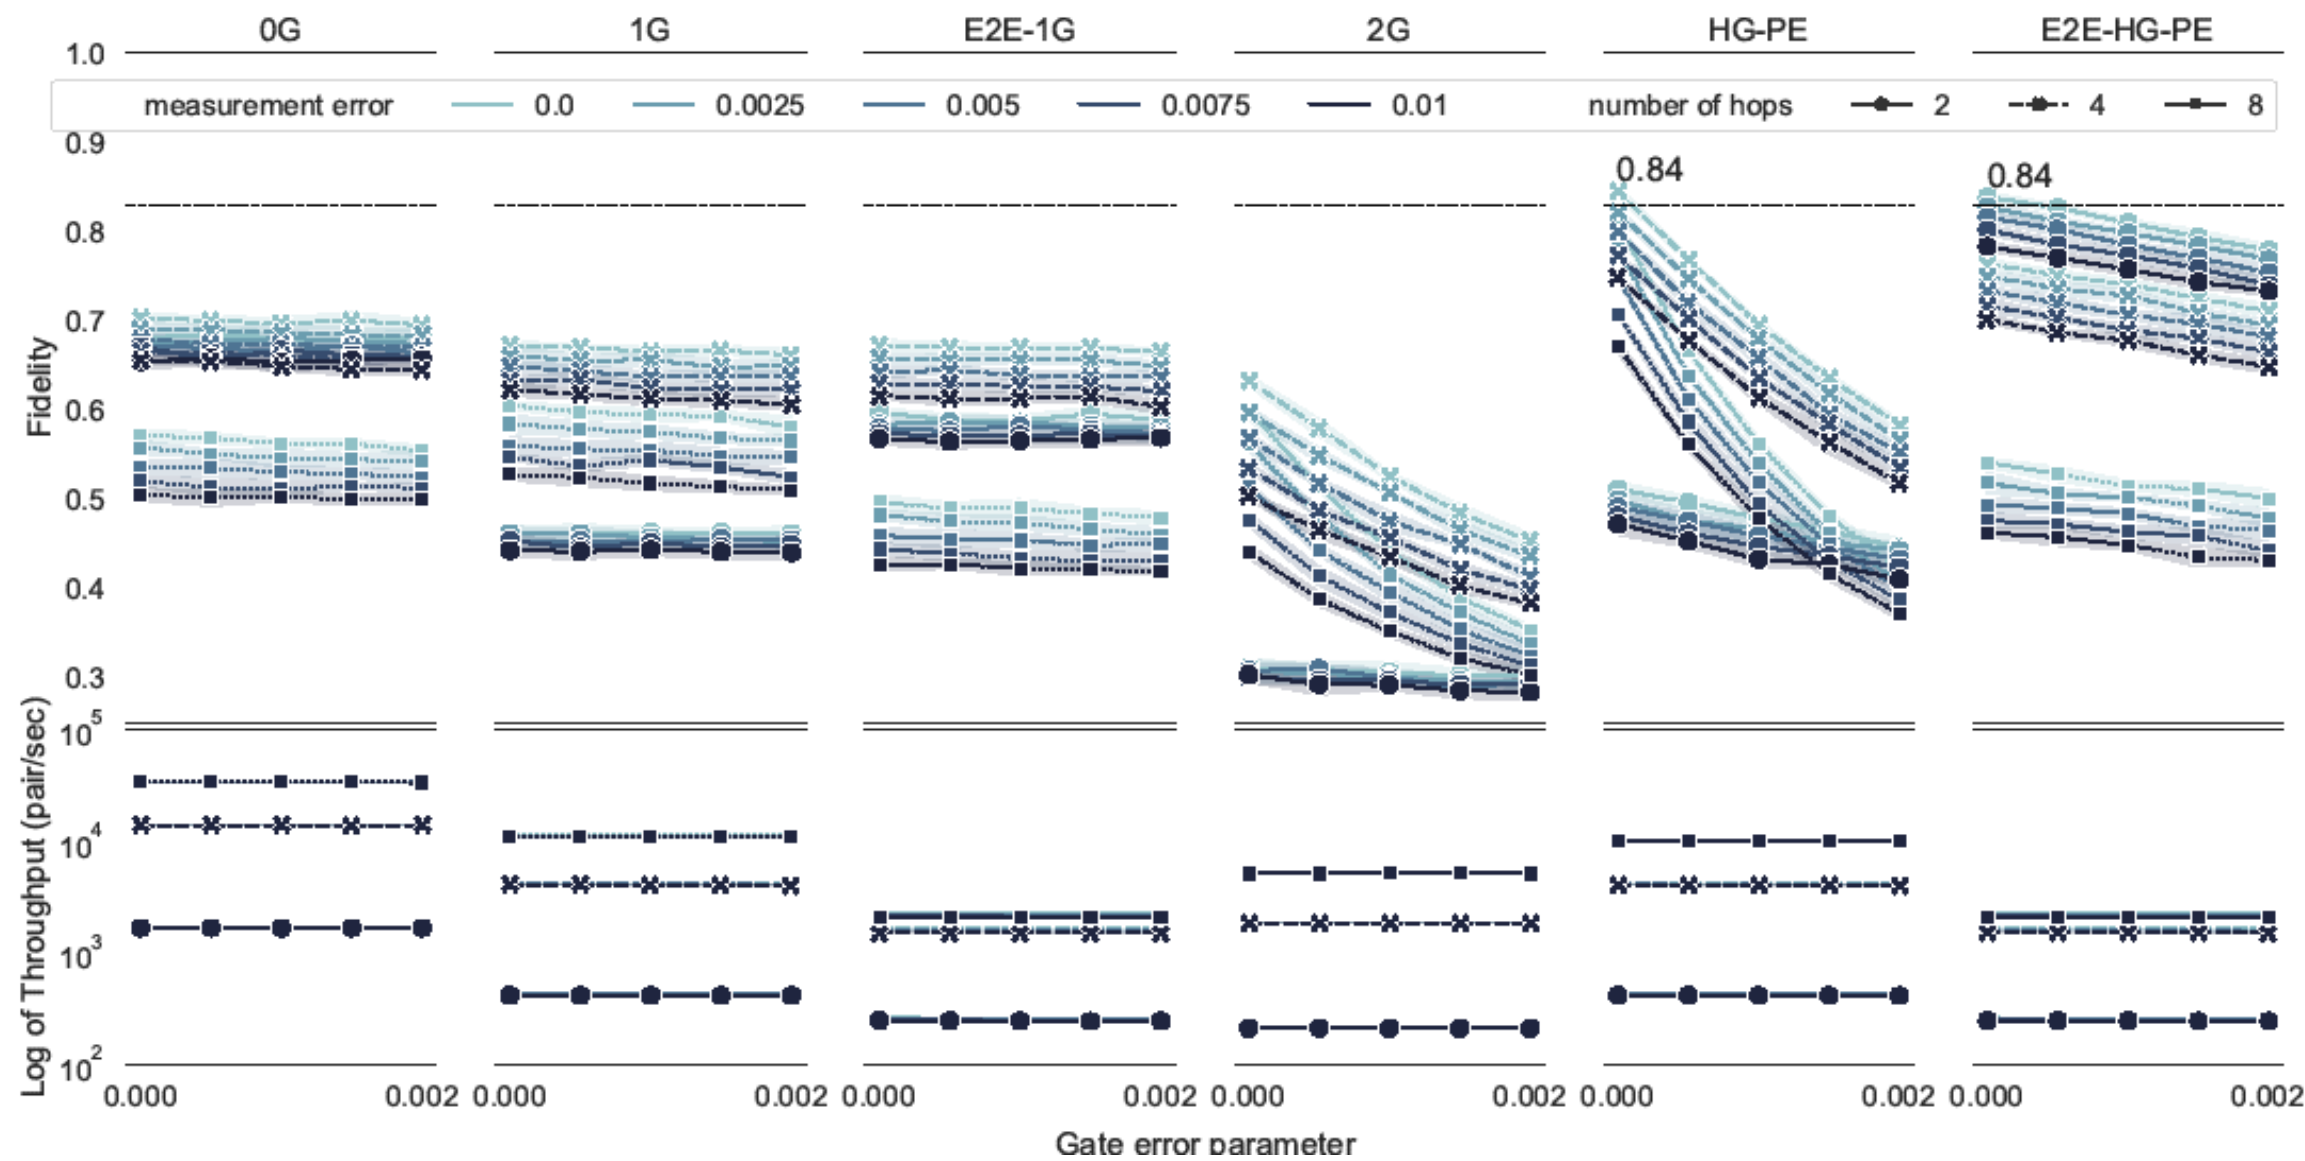 0G 1G E2E-1G 2G HG-PE E2E-HG-PE
1.0
measurement error 0.0 0.0025 0.005 0.0075 0.01 number of hops 2 4 8
0.9
0.84 0.84
0.8
0.7
0.6
0.5
0.4
0.3
Fidelity
10^5
10^4
10^3
10^2
Log of Throughput (pair/sec)
0.000 0.002 0.000 0.002 0.000 0.002 0.000 0.002 0.000 0.002 0.000 0.002
Gate error parameter